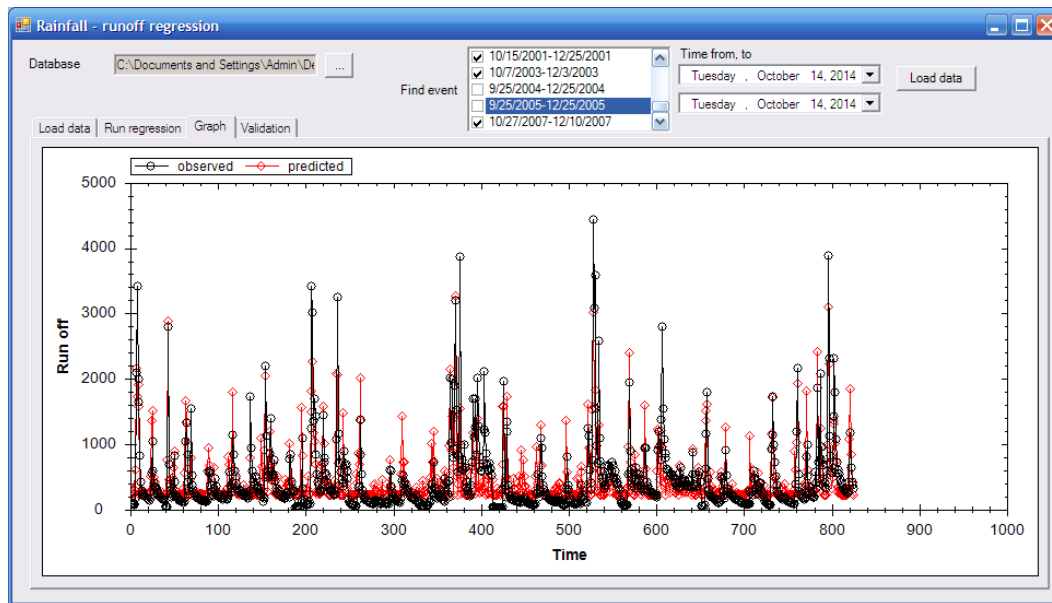 Rainfall - runoff regression
Database
C:\Documents and Settings\Admin\De
...
Find event
10/15/2001-12/25/2001
10/7/2003-12/3/2003
9/25/2004-12/25/2004
9/25/2005-12/25/2005
10/27/2007-12/10/2007
Time from, to
Tuesday , October 14, 2014
Tuesday , October 14, 2014
Load data
Load data Run regression Graph Validation
observed predicted
5000
4000
3000
2000
1000
0
Run off
0 100 200 300 400 500 600 700 800 900 1000
Time